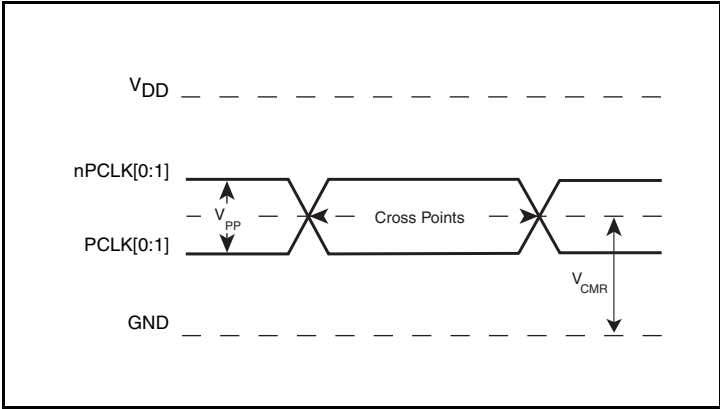 VDD
nPCLK[0:1]
VPP
Cross Points
PCLK[0:1]
VCMR
GND